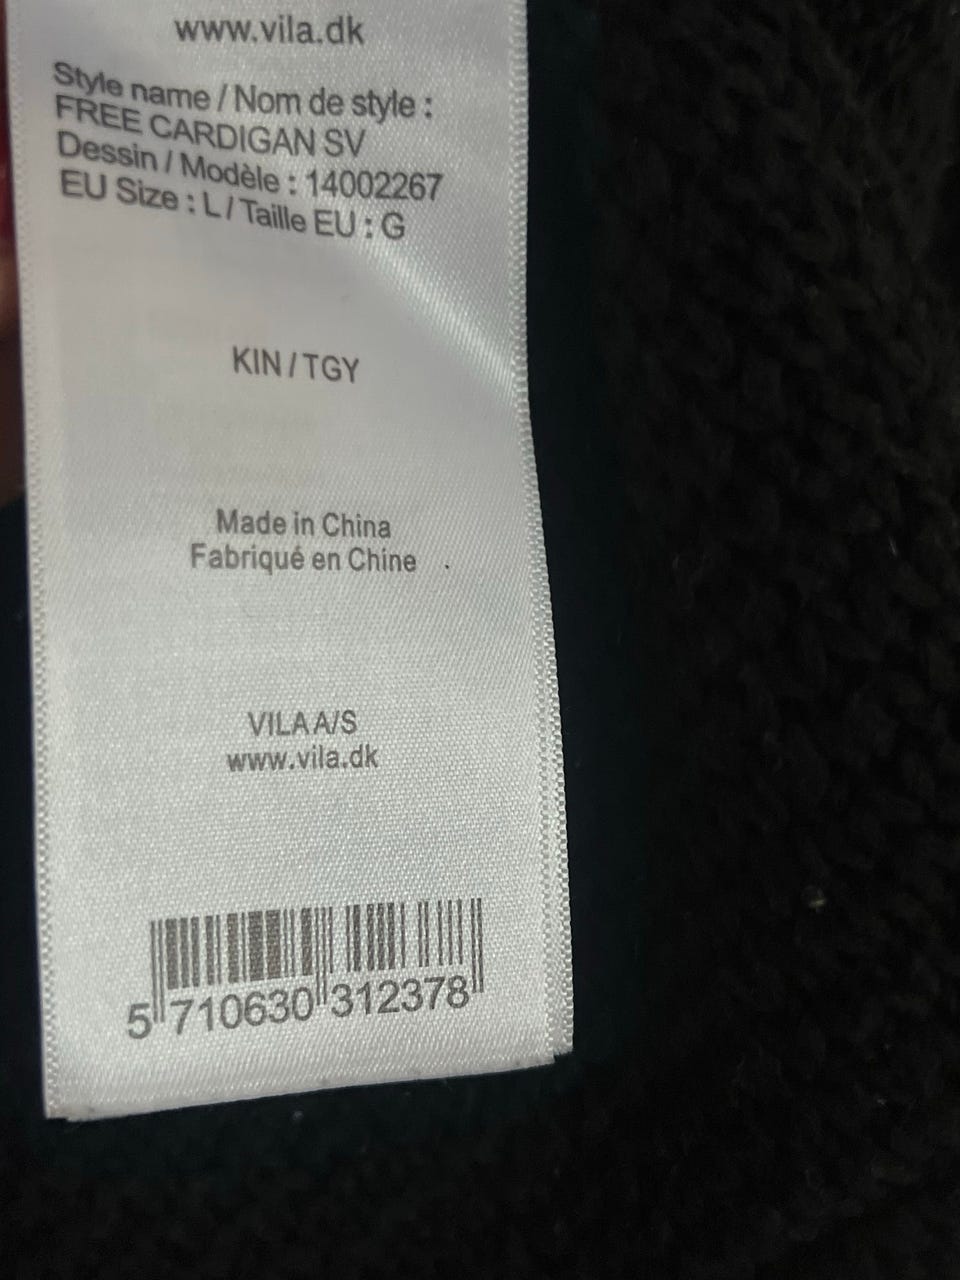 www.vila.dk
Style name / Nom de style :
FREE CARDIGAN SV
Dessin / Modèle : 14002267
EU Size : L / Taille EU : G
KIN / TGY
Made in China
Fabriqué en Chine
VILA A/S
www.vila.dk
5 710630 312378